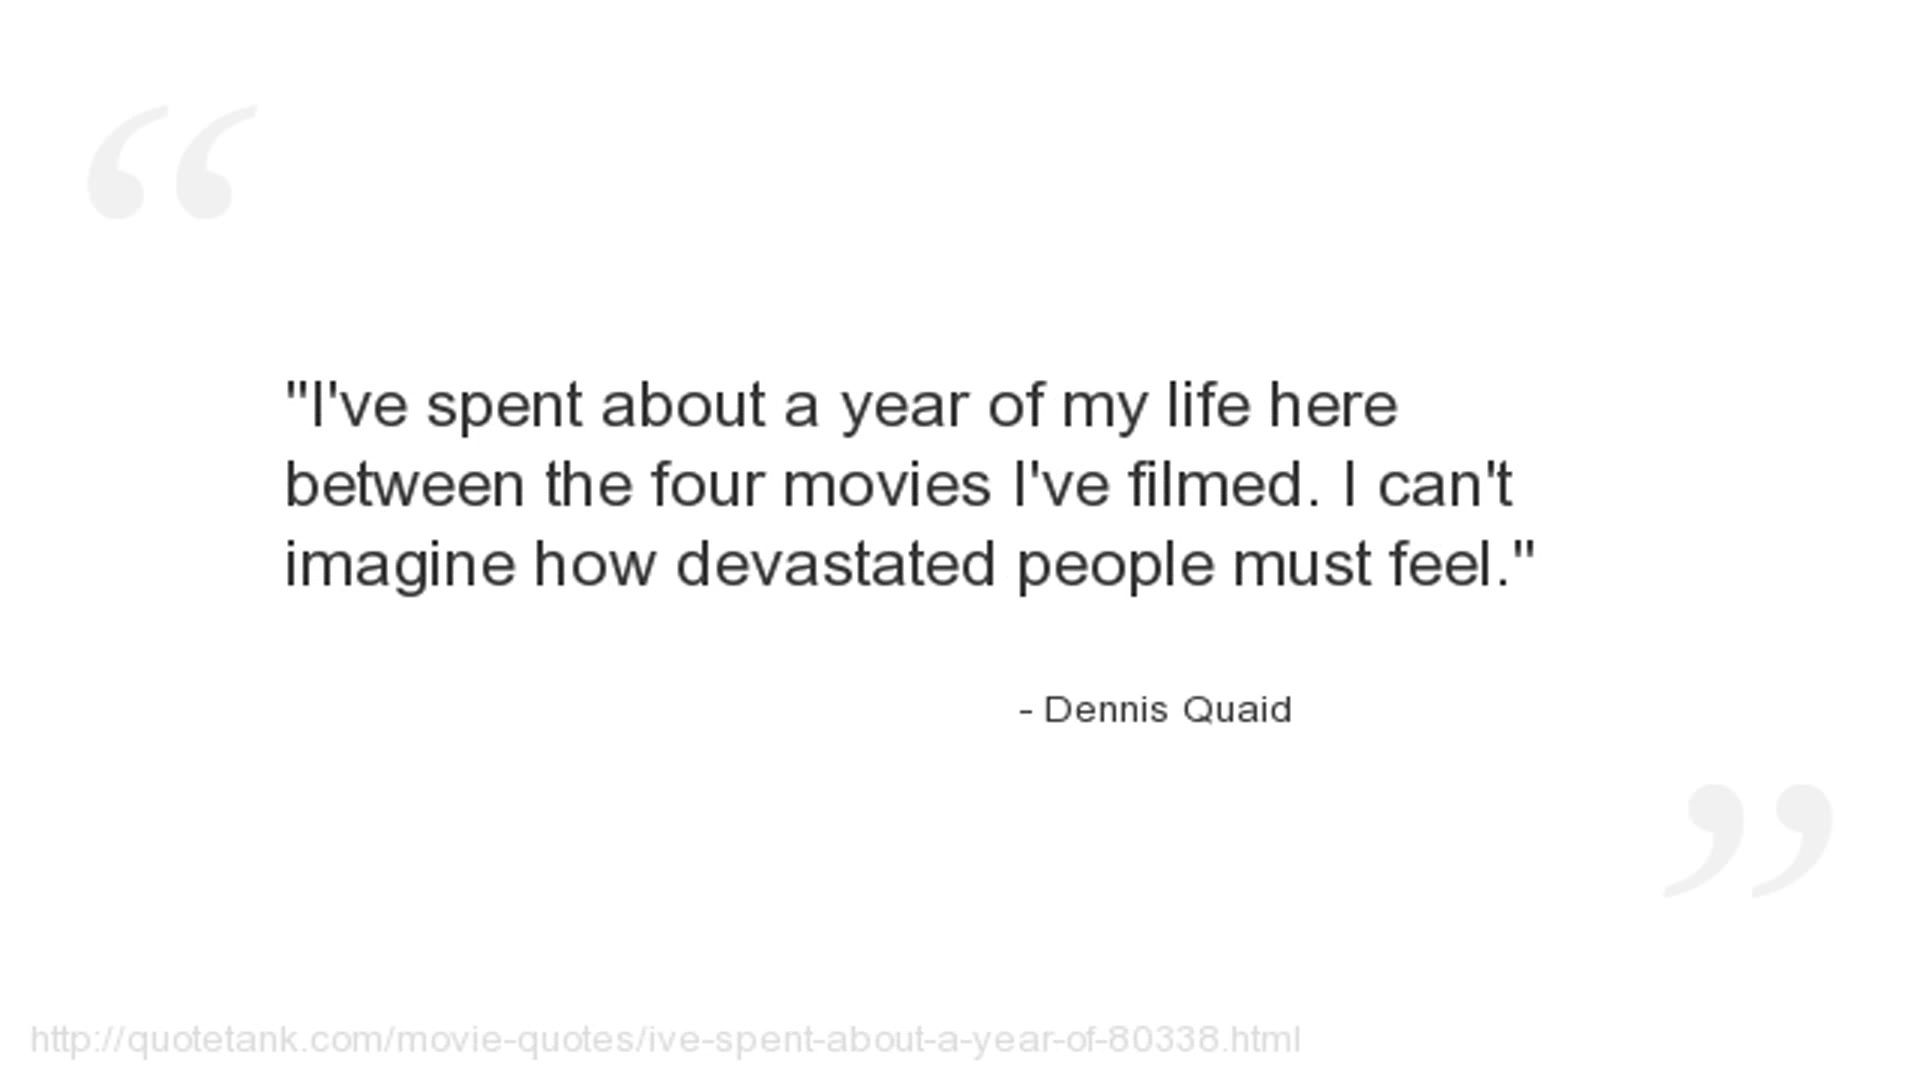 "I've spent about a year of my life here
between the four movies I've filmed. I can't
imagine how devastated people must feel."
- Dennis Quaid
http://quotetank.com/movie-quotes/ive-spent-about-a-year-of-80338.html